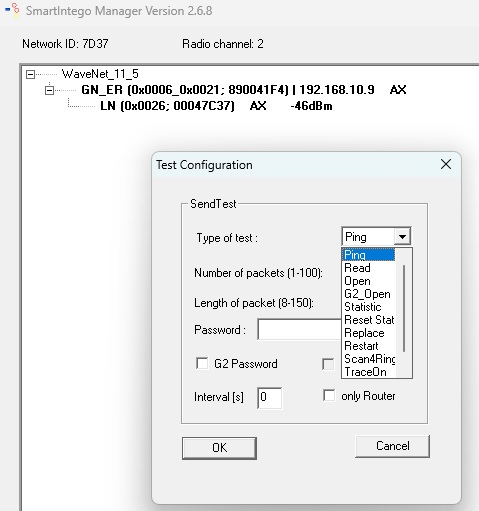 SmartIntego Manager Version 2.6.8
Network ID: 7D37 Radio channel: 2
WaveNet_11_5
GN_ER (0x0006_0x0021; 890041F4) | 192.168.10.9 AX
LN (0x0026; 00047C37) AX -46dBm
Test Configuration
SendTest
Type of test : Ping
Ping
Read
Open
G2_Open
Statistic
Reset Stat
Replace
Restart
Scan4Ring
TraceOn
Number of packets (1-100):
Length of packet (8-150):
Password :
G2 Password
Interval [s] 0 only Router
OK Cancel